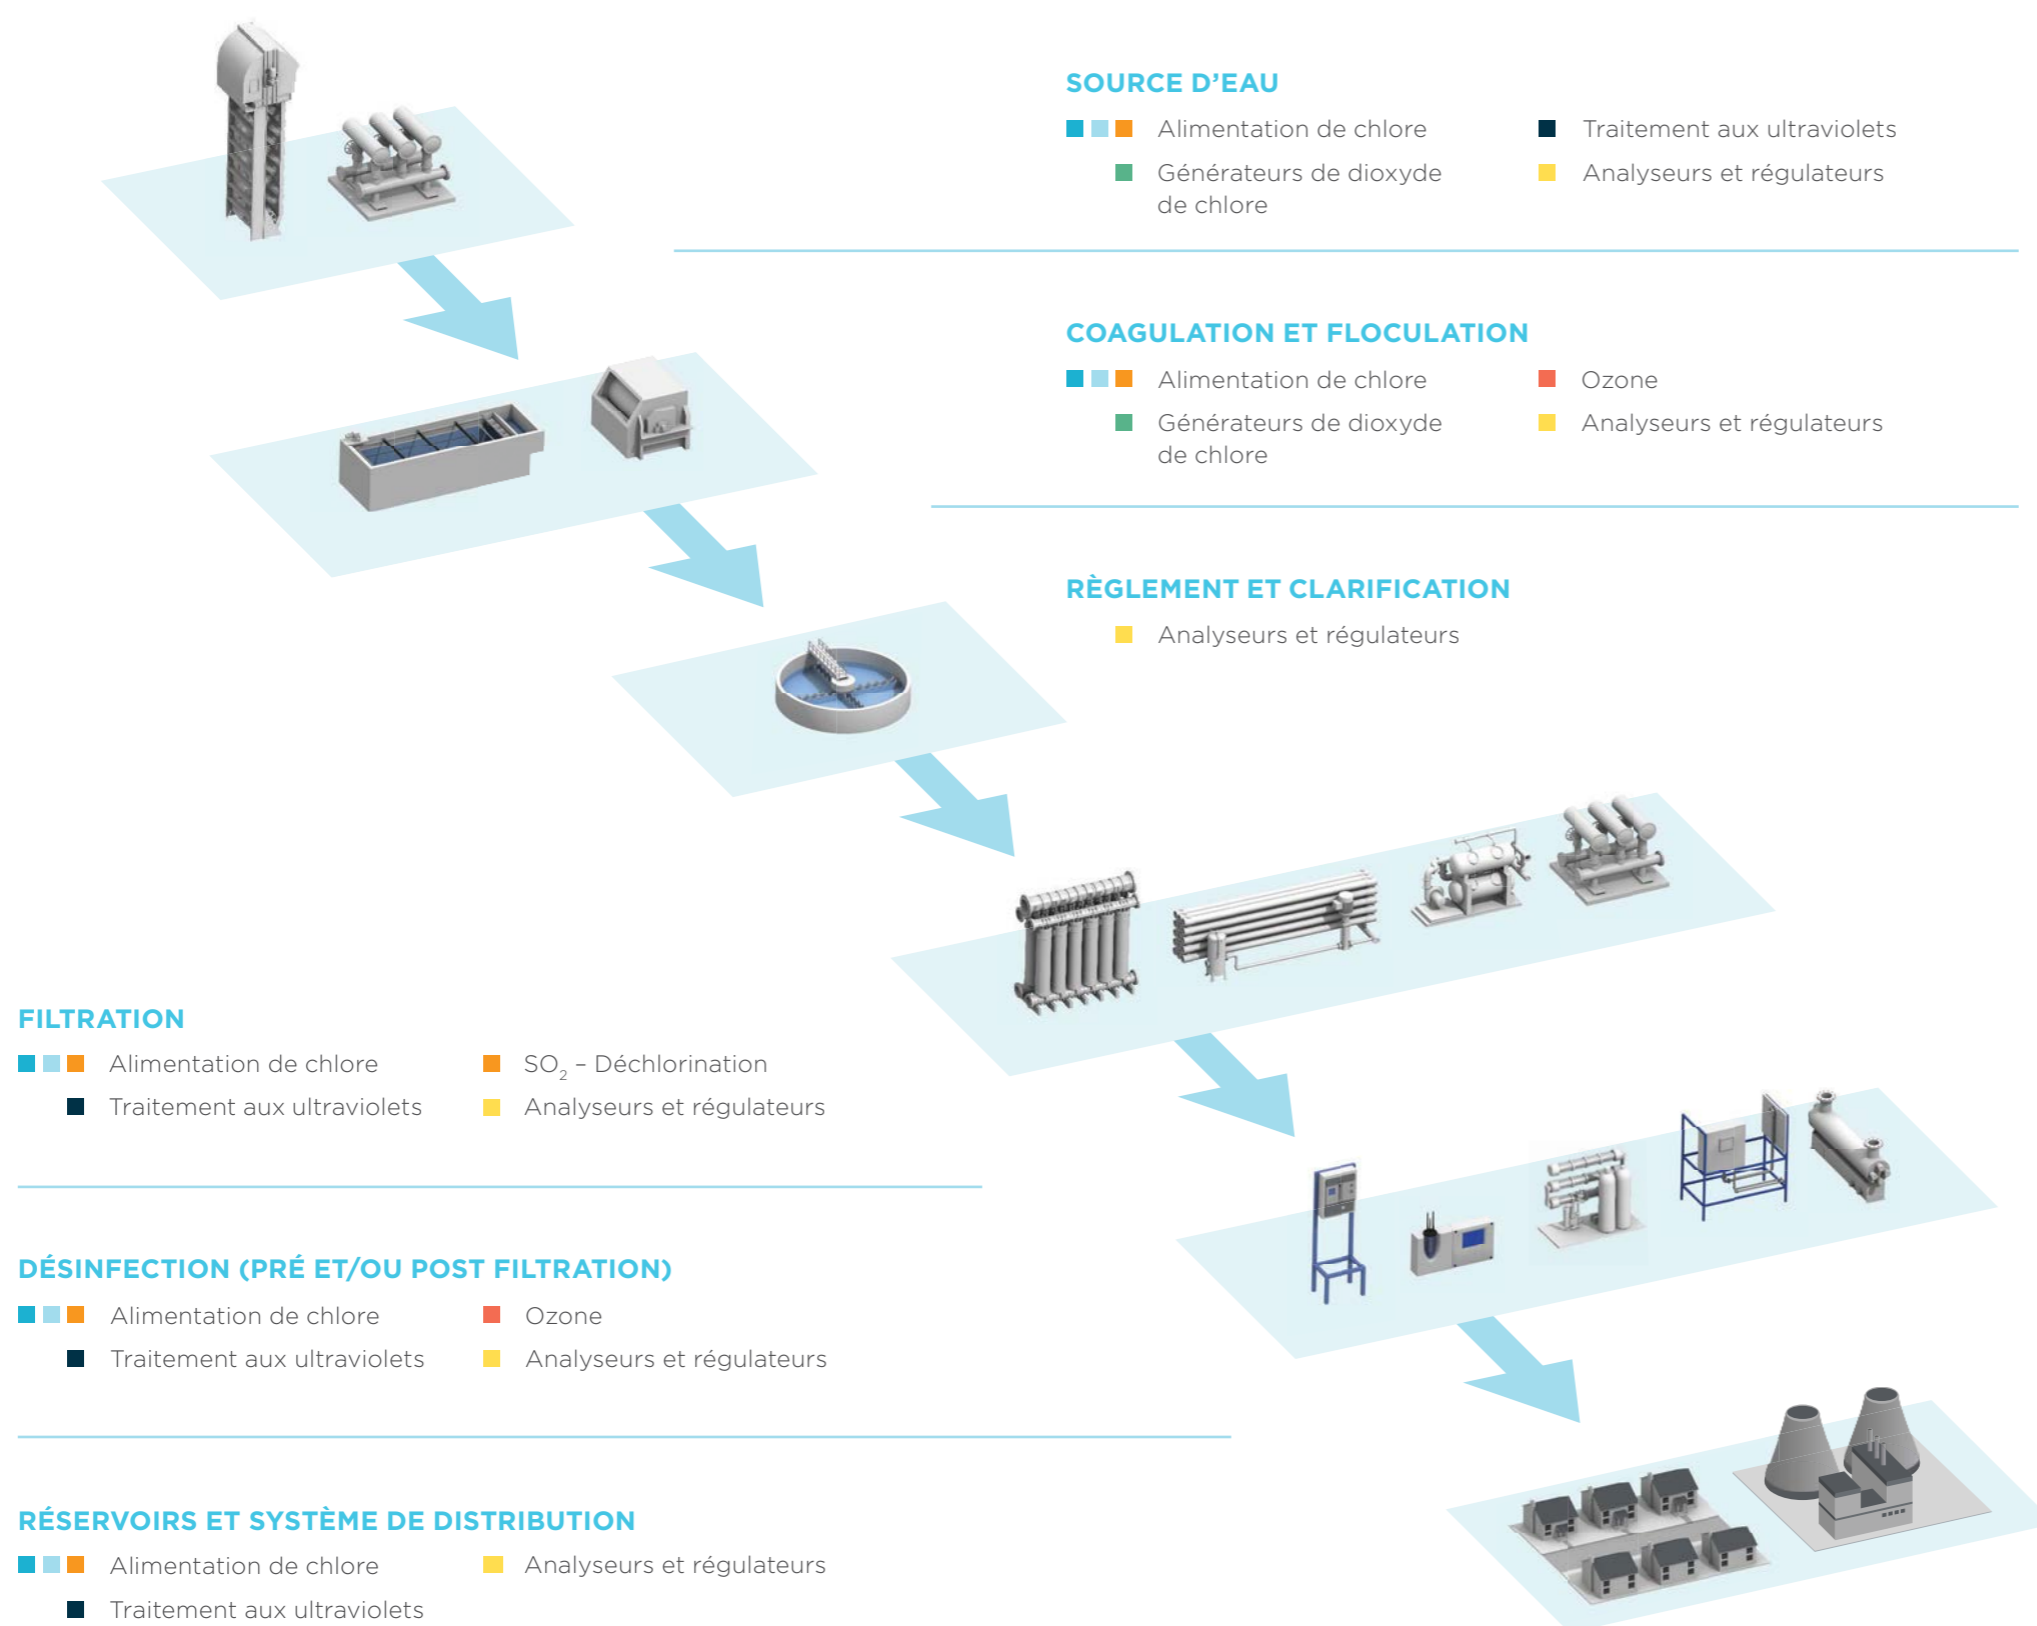 SOURCE D’EAU
Alimentation de chlore
Générateurs de dioxyde
de chlore
Traitement aux ultraviolets
Analyseurs et régulateurs
COAGULATION ET FLOCULATION
Alimentation de chlore
Générateurs de dioxyde
de chlore
Ozone
Analyseurs et régulateurs
RÈGLEMENT ET CLARIFICATION
Analyseurs et régulateurs
FILTRATION
Alimentation de chlore
Traitement aux ultraviolets
SO₂ – Déchlorination
Analyseurs et régulateurs
DÉSINFECTION (PRÉ ET/OU POST FILTRATION)
Alimentation de chlore
Traitement aux ultraviolets
Ozone
Analyseurs et régulateurs
RÉSERVOIRS ET SYSTÈME DE DISTRIBUTION
Alimentation de chlore
Traitement aux ultraviolets
Analyseurs et régulateurs